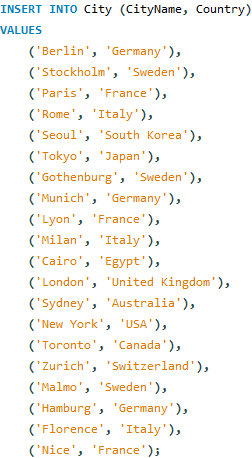 INSERT INTO City (CityName, Country)
VALUES
('Berlin', 'Germany'),
('Stockholm', 'Sweden'),
('Paris', 'France'),
('Rome', 'Italy'),
('Seoul', 'South Korea'),
('Tokyo', 'Japan'),
('Gothenburg', 'Sweden'),
('Munich', 'Germany'),
('Lyon', 'France'),
('Milan', 'Italy'),
('Cairo', 'Egypt'),
('London', 'United Kingdom'),
('Sydney', 'Australia'),
('New York', 'USA'),
('Toronto', 'Canada'),
('Zurich', 'Switzerland'),
('Malmo', 'Sweden'),
('Hamburg', 'Germany'),
('Florence', 'Italy'),
('Nice', 'France');